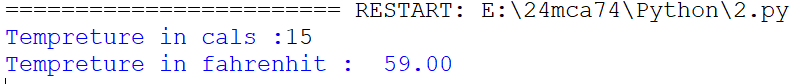 ======================== RESTART: E:\24mca74\Python\2.py
Tempreture in cals :15
Tempreture in fahrenhit :  59.00